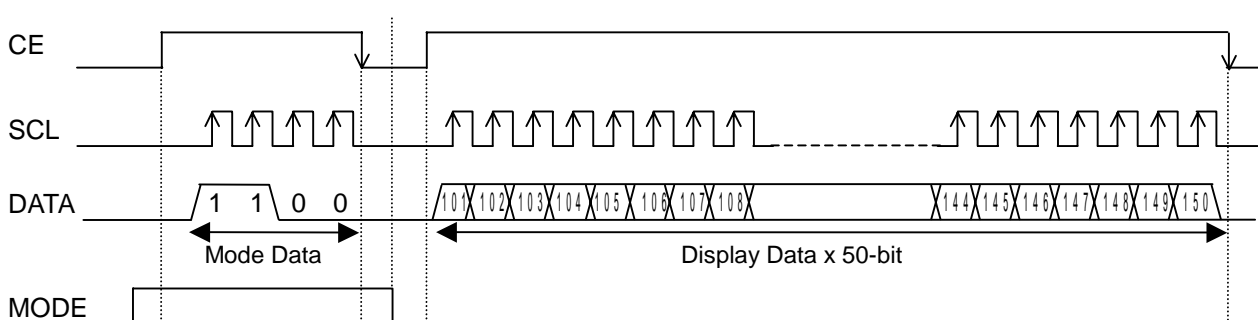 CE
SCL
DATA
1 1 0 0
101 102 103 104 105 106 107 108
144 145 146 147 148 149 150
Mode Data
Display Data x 50-bit
MODE